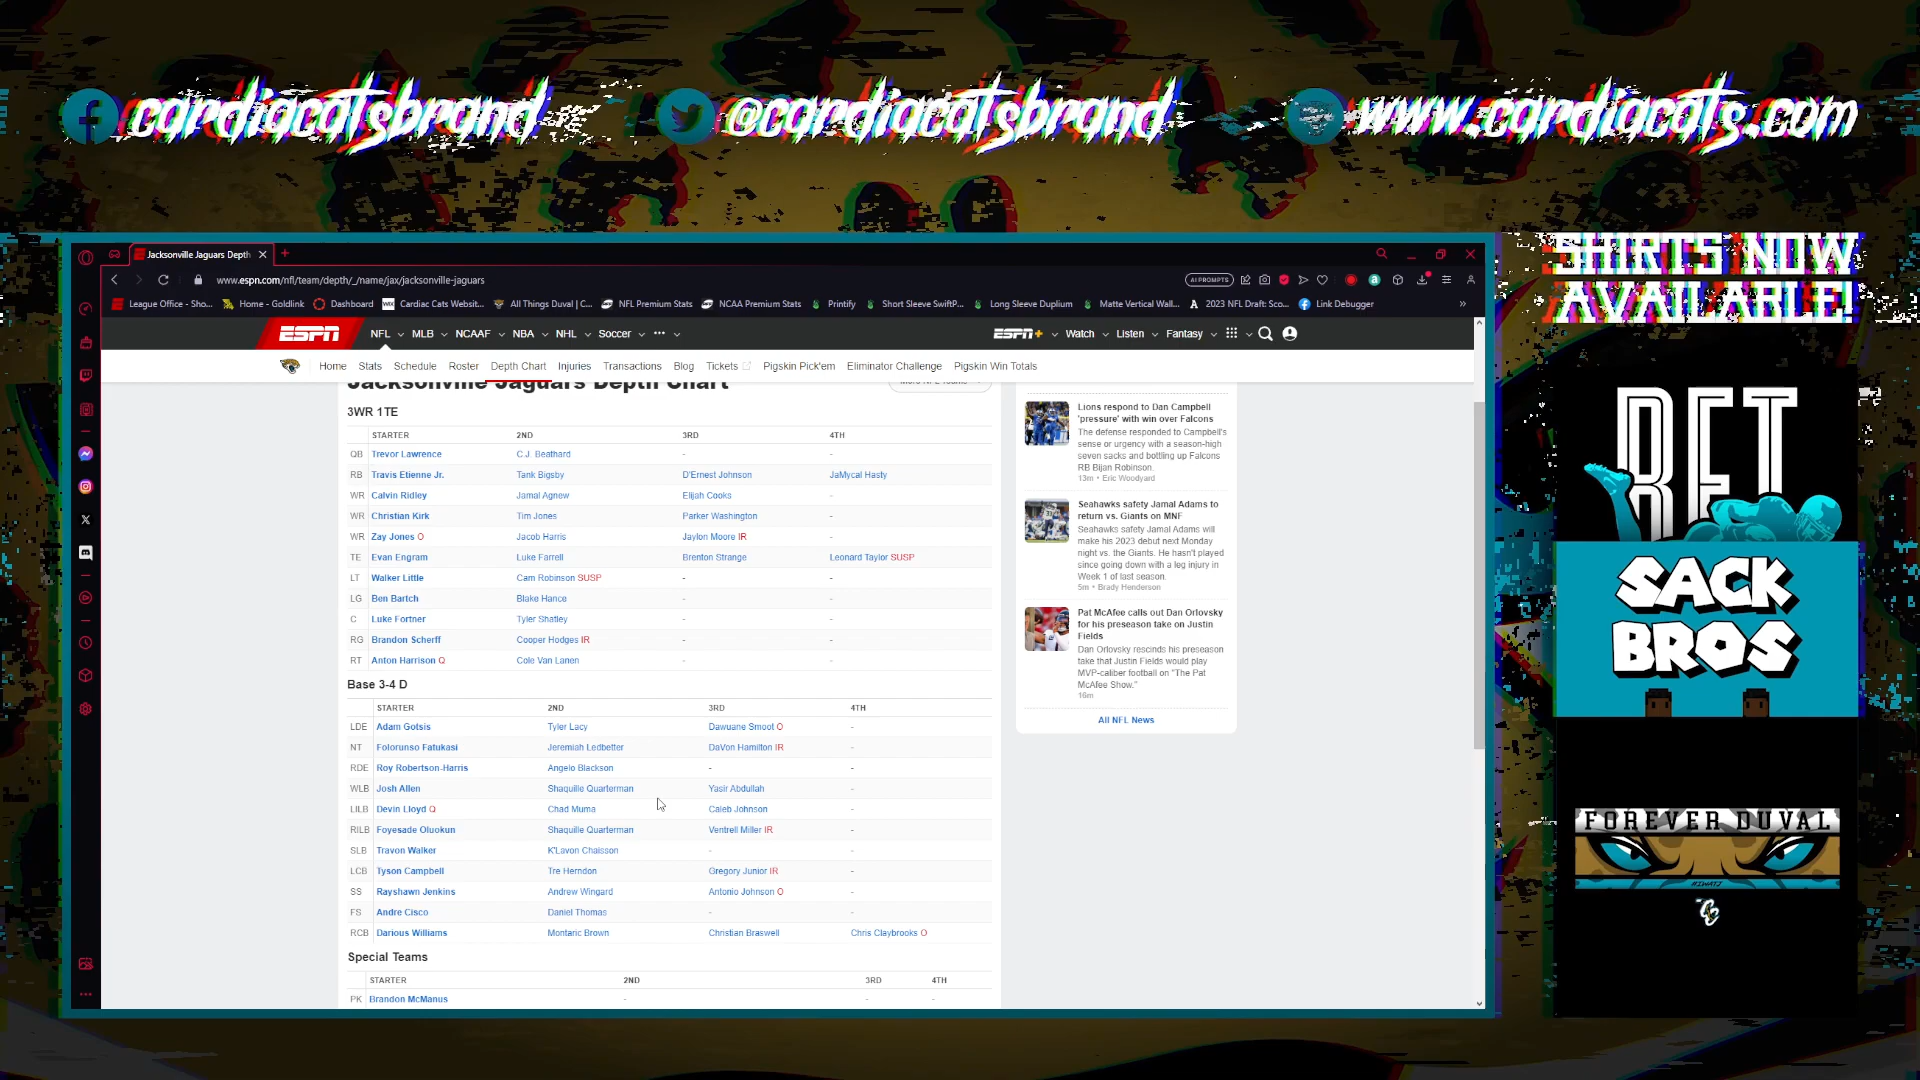 cardiacatsbrand @cardiacatsbrand www.cardiacats.com
SHIRTS NOW
AVAILABLE!
Jacksonville Jaguars Depth
www.espn.com/nfl/team/depth/_/name/jax/jacksonville-jaguars
AI PROMPTS
League Office - Sho... Home - Goldlink Dashboard Cardiac Cats Websit... All Things Duval | C... NFL Premium Stats NCAA Premium Stats Printify Short Sleeve SwiftP... Long Sleeve Duplium Matte Vertical Wall... 2023 NFL Draft: Sco... Link Debugger
ESPN NFL MLB NCAAF NBA NHL Soccer ESPN+ Watch Listen Fantasy
Home Stats Schedule Roster Depth Chart Injuries Transactions Blog Tickets Pigskin Pick'em Eliminator Challenge Pigskin Win Totals
Jacksonville Jaguars Depth Chart
3WR 1TE
STARTER 2ND 3RD 4TH
QB Trevor Lawrence C.J. Beathard - -
RB Travis Etienne Jr. Tank Bigsby D'Ernest Johnson JaMycal Hasty
WR Calvin Ridley Jamal Agnew Elijah Cooks -
WR Christian Kirk Tim Jones Parker Washington -
WR Zay Jones O Jacob Harris Jaylon Moore IR -
TE Evan Engram Luke Farrell Brenton Strange Leonard Taylor SUSP
LT Walker Little Cam Robinson SUSP - -
LG Ben Bartch Blake Hance - -
C Luke Fortner Tyler Shatley - -
RG Brandon Scherff Cooper Hodges IR - -
RT Anton Harrison Q Cole Van Lanen - -
Base 3-4 D
STARTER 2ND 3RD 4TH
LDE Adam Gotsis Tyler Lacy Dawuane Smoot O -
NT Folorunso Fatukasi Jeremiah Ledbetter DaVon Hamilton IR -
RDE Roy Robertson-Harris Angelo Blackson - -
WLB Josh Allen Shaquille Quarterman Yasir Abdullah -
LILB Devin Lloyd Q Chad Muma Caleb Johnson -
RILB Foyesade Oluokun Shaquille Quarterman Ventrell Miller IR -
SLB Travon Walker K'Lavon Chaisson - -
LCB Tyson Campbell Tre Herndon Gregory Junior IR -
SS Rayshawn Jenkins Andrew Wingard Antonio Johnson O -
FS Andre Cisco Daniel Thomas - -
RCB Darious Williams Montaric Brown Christian Braswell Chris Claybrooks O
Special Teams
STARTER 2ND 3RD 4TH
PK Brandon McManus - - -
Lions respond to Dan Campbell
'pressure' with win over Falcons
The defense responded to Campbell's
sense or urgency with a season-high
seven sacks and bottling up Falcons
RB Bijan Robinson.
13m • Eric Woodyard
Seahawks safety Jamal Adams to
return vs. Giants on MNF
Seahawks safety Jamal Adams will
make his 2023 debut next Monday
night vs. the Giants. He hasn't played
since going down with a leg injury in
Week 1 of last season.
5m • Brady Henderson
Pat McAfee calls out Dan Orlovsky
for his preseason take on Justin
Fields
Dan Orlovsky rescinds his preseason
take that Justin Fields would play
MVP-caliber football on "The Pat
McAfee Show."
16m
All NFL News
SACK
BROS
FOREVER DUVAL